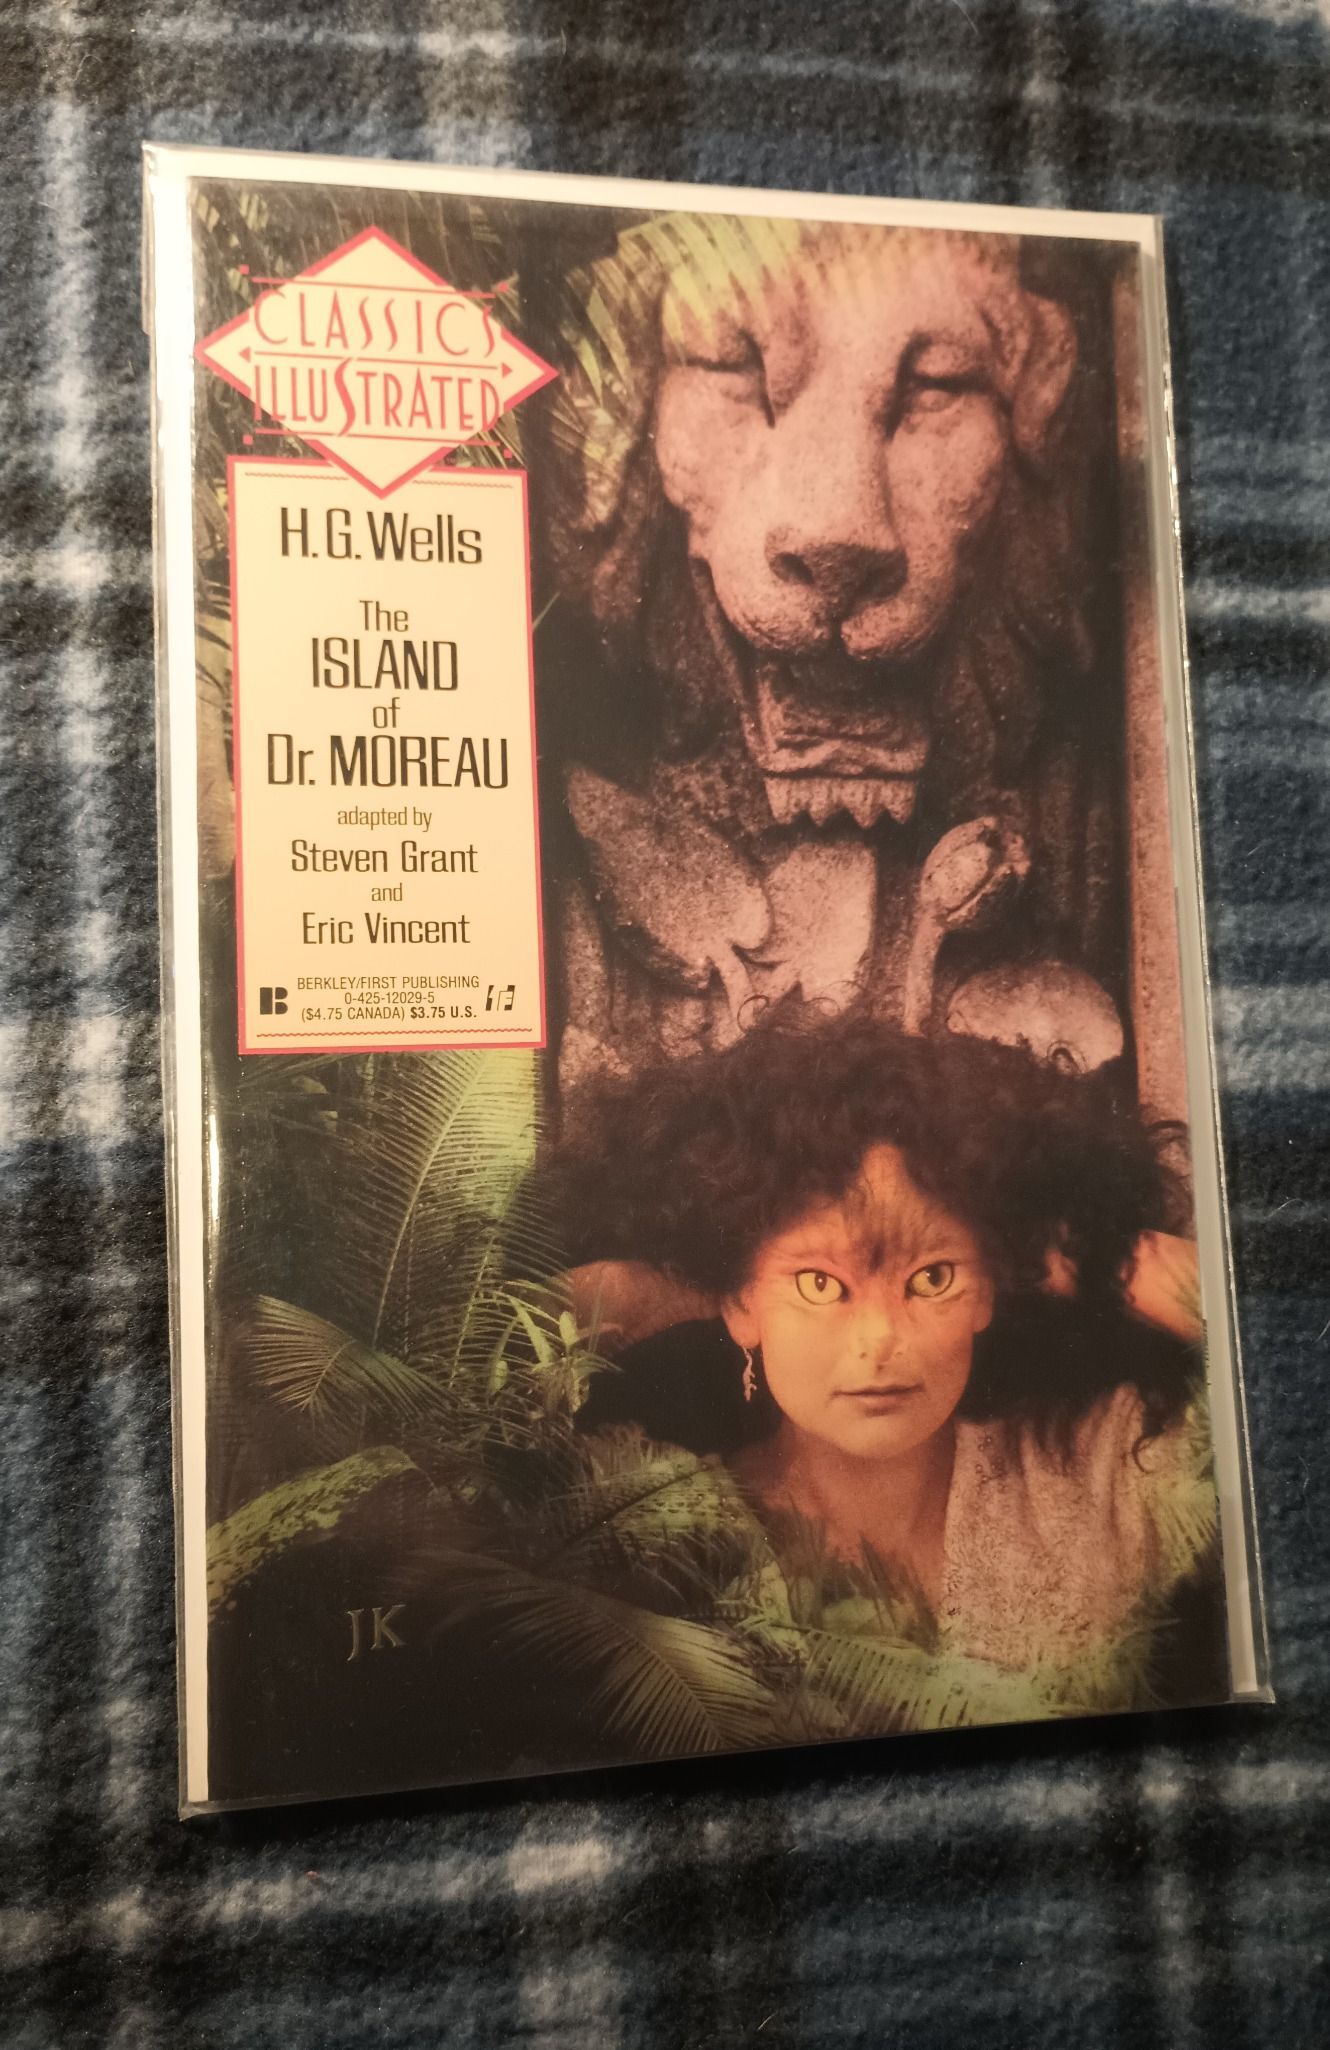 CLASSICS
ILLUSTRATED
H.G. Wells
The
ISLAND
of
Dr. MOREAU
adapted by
Steven Grant
and
Eric Vincent
BERKLEY/FIRST PUBLISHING
0-425-12029-5
($4.75 CANADA) $3.75 U.S.
JK